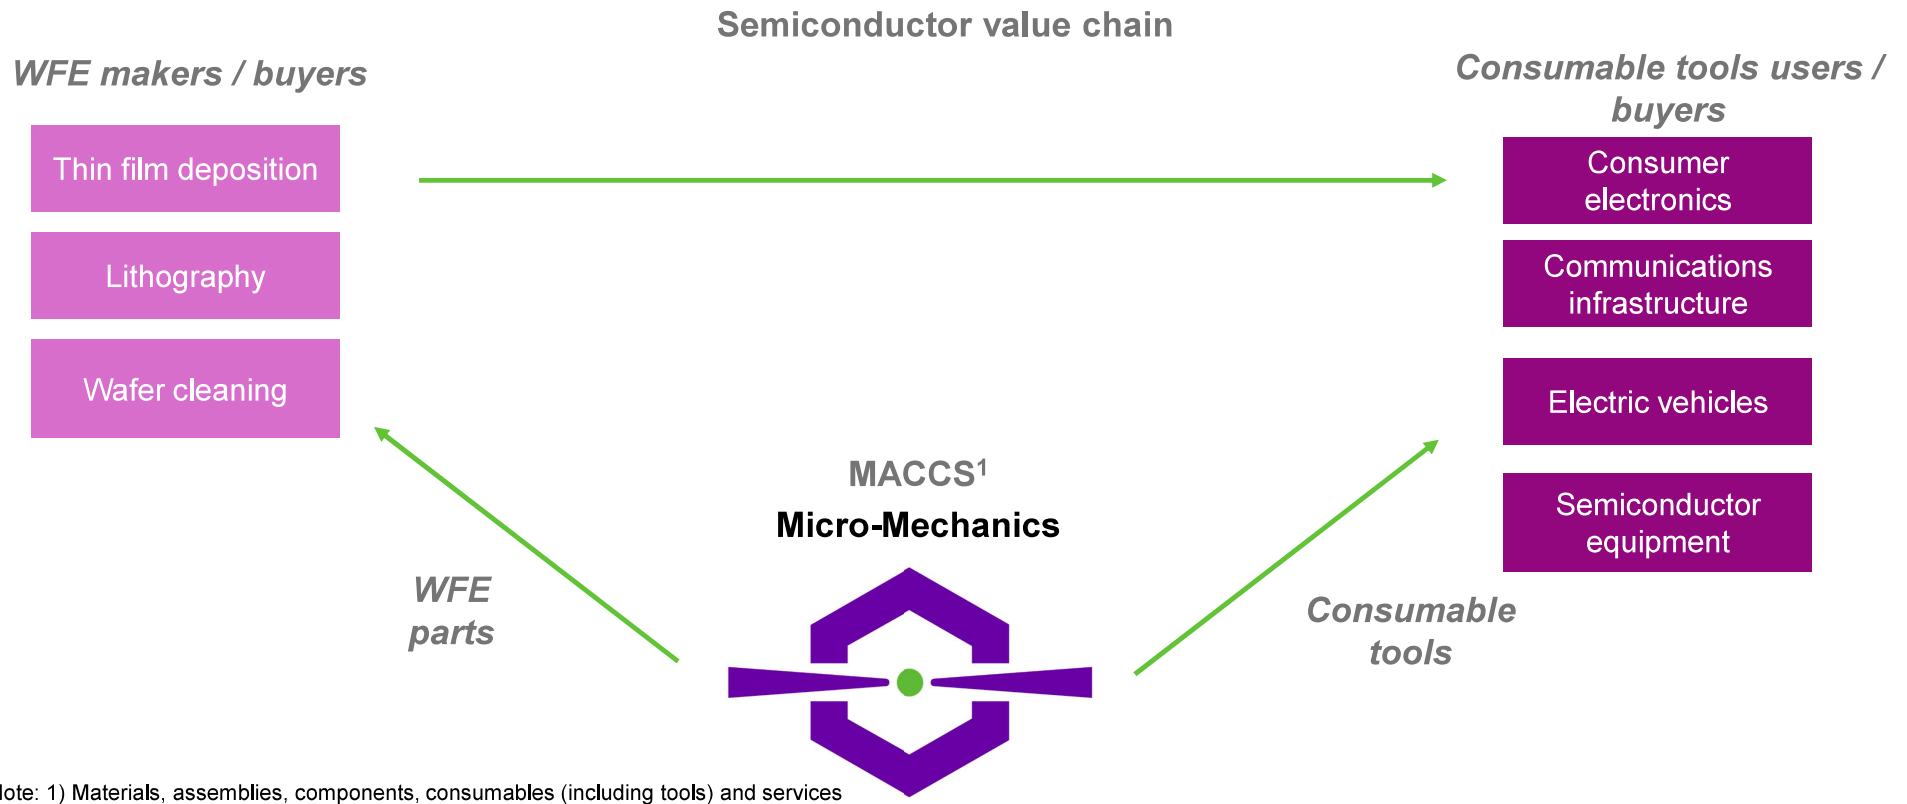 Semiconductor value chain
WFE makers / buyers
Thin film deposition
Lithography
Wafer cleaning
Consumable tools users /
buyers
Consumer
electronics
Communications
infrastructure
Electric vehicles
Semiconductor
equipment
MACCS¹
Micro-Mechanics
WFE
parts
Consumable
tools
ote: 1) Materials, assemblies, components, consumables (including tools) and services